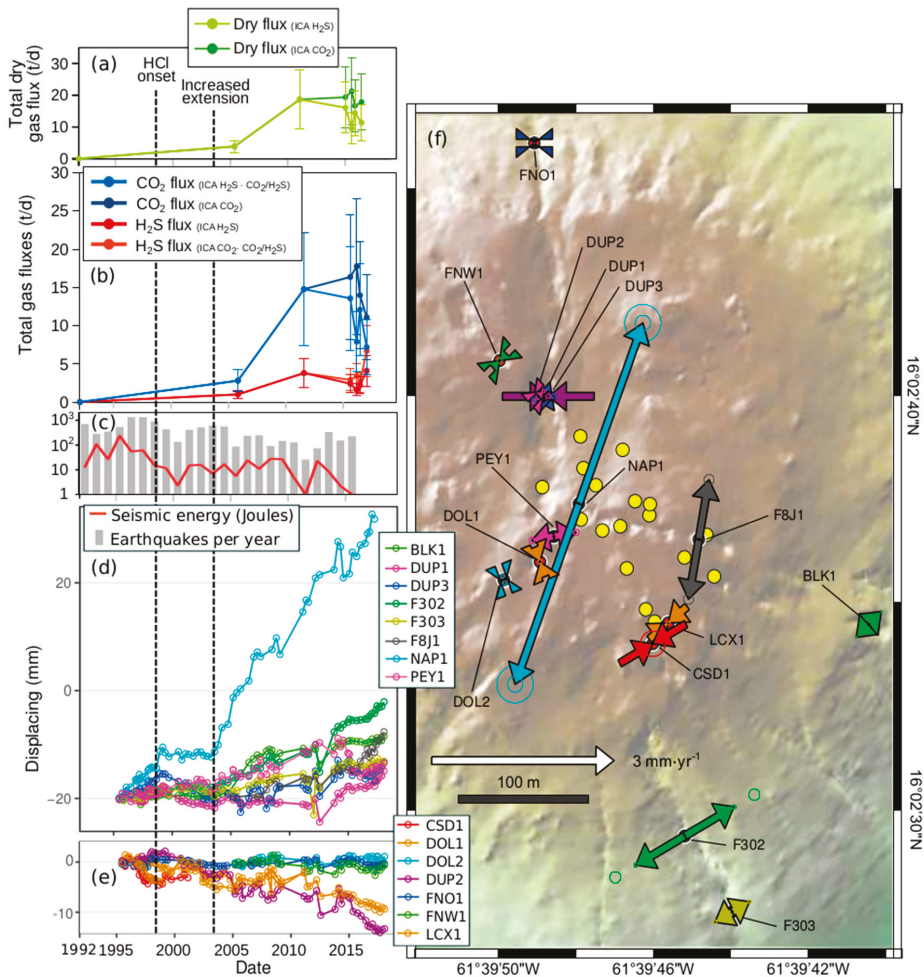 Dry flux (ICA H₂S)
Dry flux (ICA CO₂)
(a)
HCl
onset
Increased
extension
Total dry
gas flux (t/d)
30
20
10
0
30
CO₂ flux (ICA H₂S · CO₂/H₂S)
CO₂ flux (ICA CO₂)
H₂S flux (ICA H₂S)
H₂S flux (ICA CO₂· CO₂/H₂S)
(b)
Total gas fluxes (t/d)
25
20
15
10
5
0
(c)
10³
10²
10
1
Seismic energy (Joules)
Earthquakes per year
(d)
Displacing (mm)
20
0
−20
BLK1
DUP1
DUP3
F302
F303
F8J1
NAP1
PEY1
(e)
0
-10
CSD1
DOL1
DOL2
DUP2
FNO1
FNW1
LCX1
1992 1995 2000 2005 2010 2015
Date
(f)
FNO1
DUP2
DUP1
DUP3
FNW1
PEY1
NAP1
DOL1
F8J1
BLK1
LCX1
CSD1
DOL2
3 mm·yr⁻¹
100 m
F302
F303
16°02'40"N
16°02'30"N
61°39'50"W 61°39'46"W 61°39'42"W